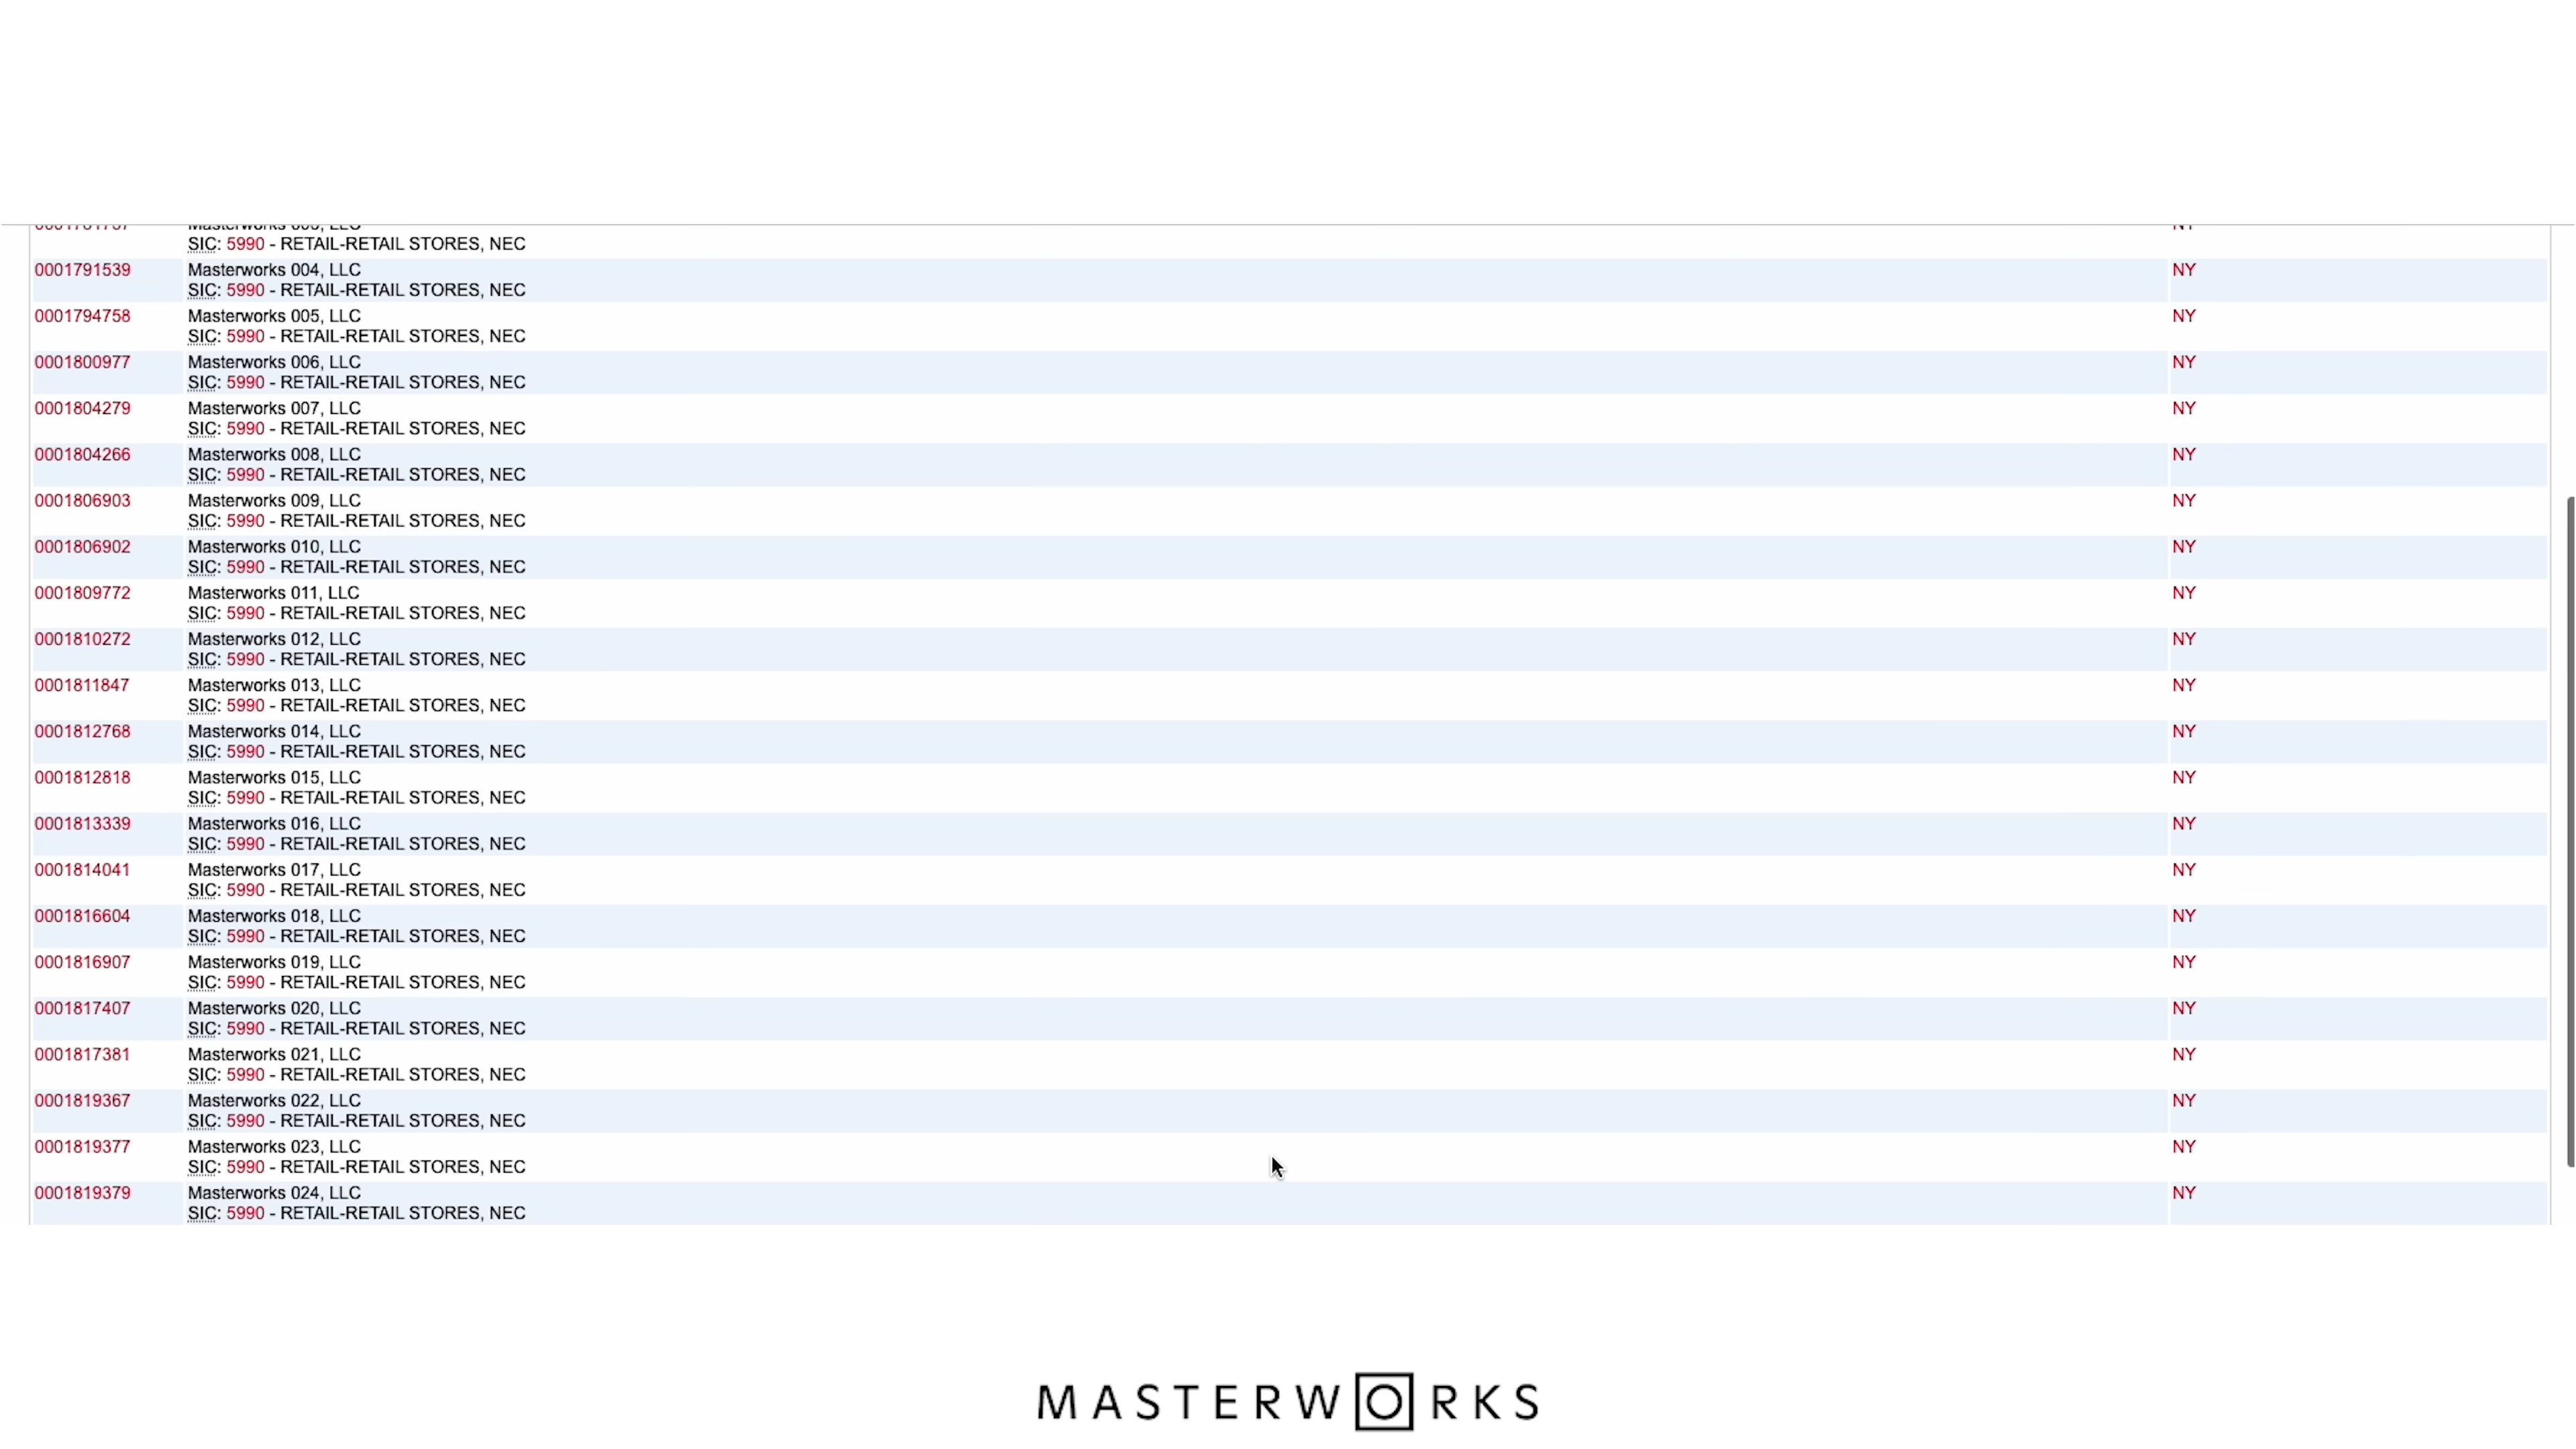 SIC: 5990 - RETAIL-RETAIL STORES, NEC
0001791539 Masterworks 004, LLC NY
SIC: 5990 - RETAIL-RETAIL STORES, NEC
0001794758 Masterworks 005, LLC NY
SIC: 5990 - RETAIL-RETAIL STORES, NEC
0001800977 Masterworks 006, LLC NY
SIC: 5990 - RETAIL-RETAIL STORES, NEC
0001804279 Masterworks 007, LLC NY
SIC: 5990 - RETAIL-RETAIL STORES, NEC
0001804266 Masterworks 008, LLC NY
SIC: 5990 - RETAIL-RETAIL STORES, NEC
0001806903 Masterworks 009, LLC NY
SIC: 5990 - RETAIL-RETAIL STORES, NEC
0001806902 Masterworks 010, LLC NY
SIC: 5990 - RETAIL-RETAIL STORES, NEC
0001809772 Masterworks 011, LLC NY
SIC: 5990 - RETAIL-RETAIL STORES, NEC
0001810272 Masterworks 012, LLC NY
SIC: 5990 - RETAIL-RETAIL STORES, NEC
0001811847 Masterworks 013, LLC NY
SIC: 5990 - RETAIL-RETAIL STORES, NEC
0001812768 Masterworks 014, LLC NY
SIC: 5990 - RETAIL-RETAIL STORES, NEC
0001812818 Masterworks 015, LLC NY
SIC: 5990 - RETAIL-RETAIL STORES, NEC
0001813339 Masterworks 016, LLC NY
SIC: 5990 - RETAIL-RETAIL STORES, NEC
0001814041 Masterworks 017, LLC NY
SIC: 5990 - RETAIL-RETAIL STORES, NEC
0001816604 Masterworks 018, LLC NY
SIC: 5990 - RETAIL-RETAIL STORES, NEC
0001816907 Masterworks 019, LLC NY
SIC: 5990 - RETAIL-RETAIL STORES, NEC
0001817407 Masterworks 020, LLC NY
SIC: 5990 - RETAIL-RETAIL STORES, NEC
0001817381 Masterworks 021, LLC NY
SIC: 5990 - RETAIL-RETAIL STORES, NEC
0001819367 Masterworks 022, LLC NY
SIC: 5990 - RETAIL-RETAIL STORES, NEC
0001819377 Masterworks 023, LLC NY
SIC: 5990 - RETAIL-RETAIL STORES, NEC
0001819379 Masterworks 024, LLC NY
SIC: 5990 - RETAIL-RETAIL STORES, NEC
MASTERWORKS